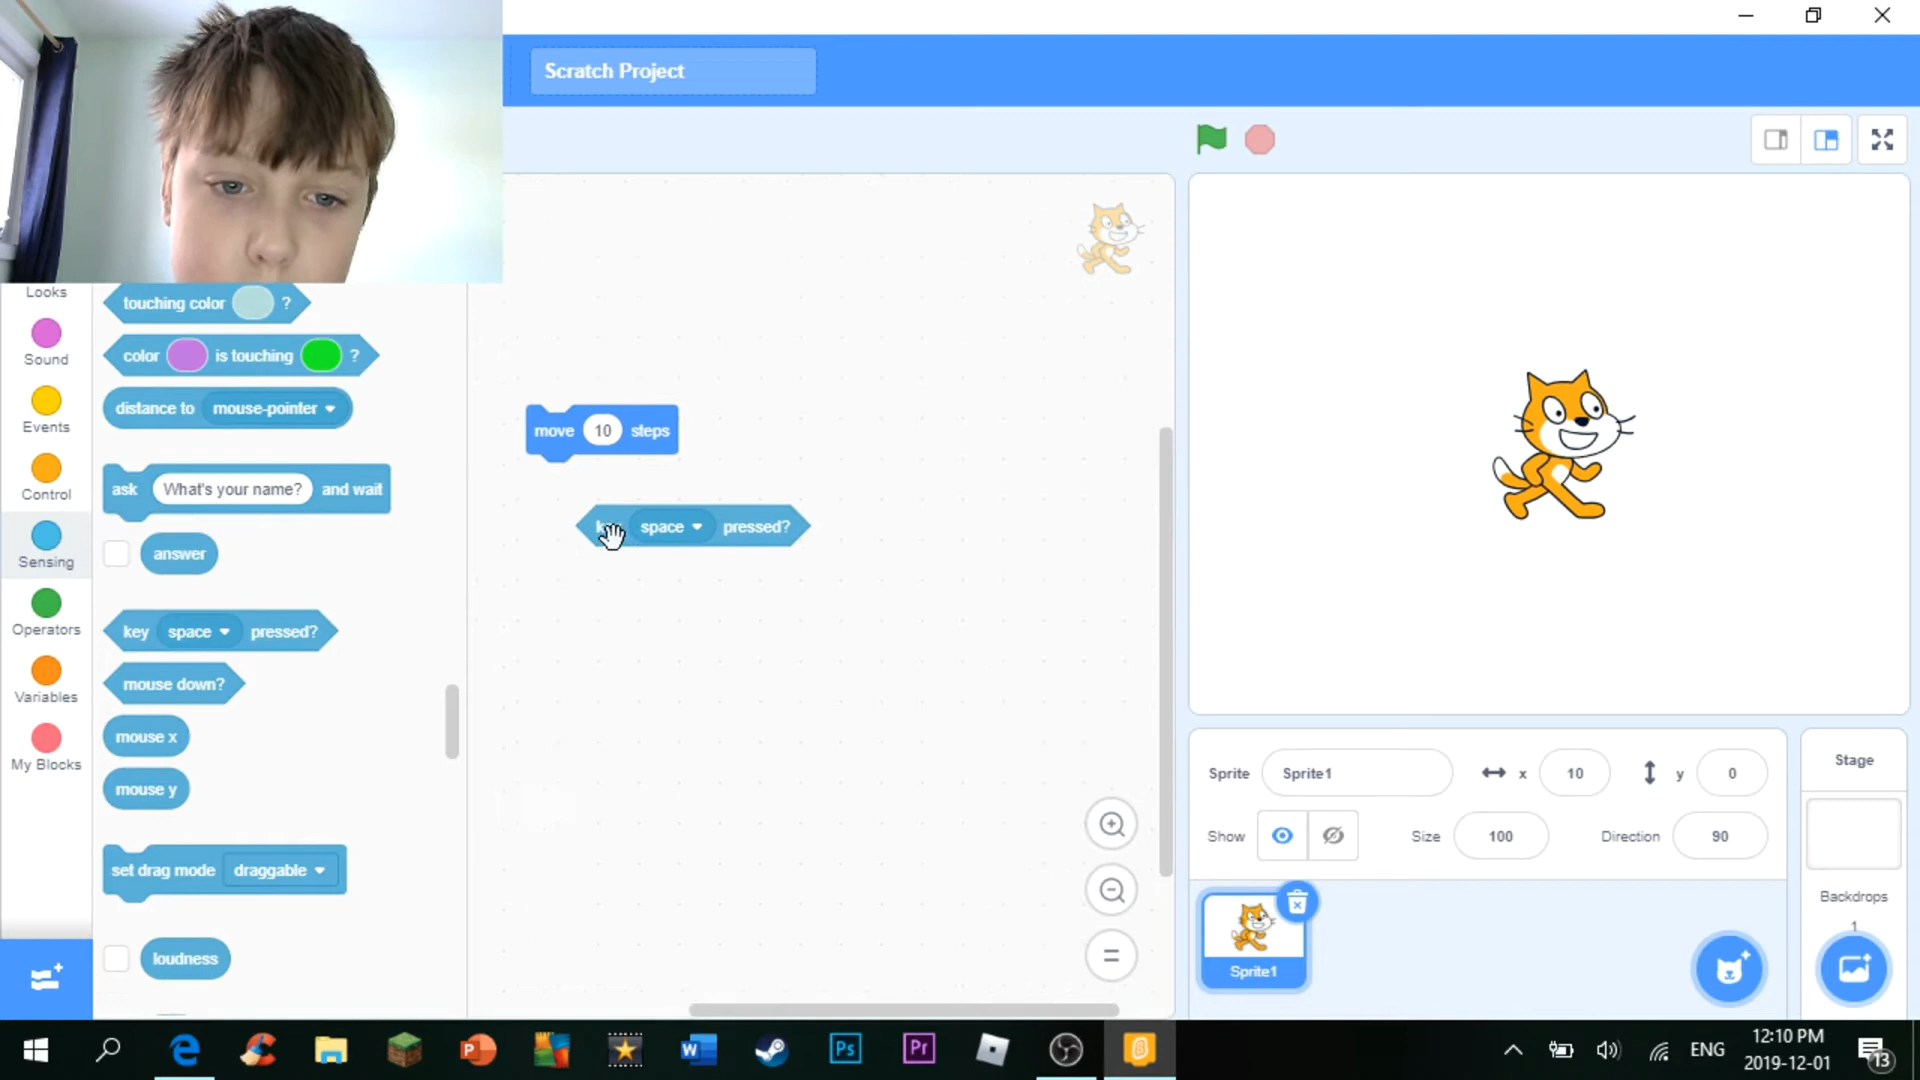 Scratch Project
Looks
Sound
Events
Control
Sensing
Operators
Variables
My Blocks
touching color ?
color is touching ?
distance to mouse-pointer
ask What's your name? and wait
answer
key space pressed?
mouse down?
mouse x
mouse y
set drag mode draggable
loudness
move 10 steps
space pressed?
Sprite Sprite1 x 10 y 0
Show Size 100 Direction 90
Sprite1
Stage
Backdrops
1
P
W
Ps
Pr
ENG
12:10 PM
2019-12-01
13